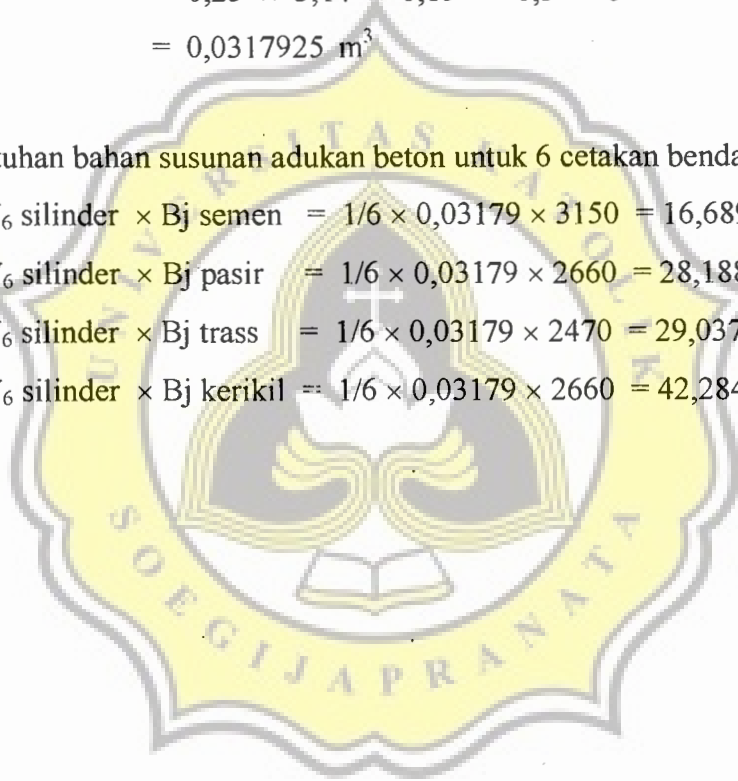 = 0,0317925 m³
tuhan bahan susunan adukan beton untuk 6 cetakan benda
6 silinder × Bj semen = 1/6 × 0,03179 × 3150 = 16,689
6 silinder × Bj pasir = 1/6 × 0,03179 × 2660 = 28,188
6 silinder × Bj trass = 1/6 × 0,03179 × 2470 = 29,037
6 silinder × Bj kerikil = 1/6 × 0,03179 × 2660 = 42,284
UNIVERSITAS KATOLIK
SOEGIJAPRANATA